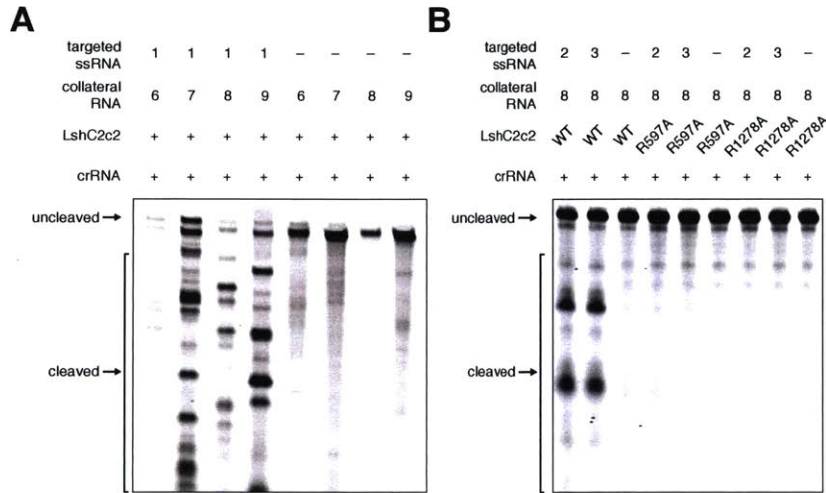 A
targeted ssRNA 1 1 1 1 – – – –
collateral RNA 6 7 8 9 6 7 8 9
LshC2c2 + + + + + + + +
crRNA + + + + + + + +
uncleaved
cleaved
B
targeted ssRNA 2 3 – 2 3 – 2 3 –
collateral RNA 8 8 8 8 8 8 8 8 8
LshC2c2 WT WT WT R597A R597A R597A R1278A R1278A R1278A
crRNA + + + + + + + + +
uncleaved
cleaved